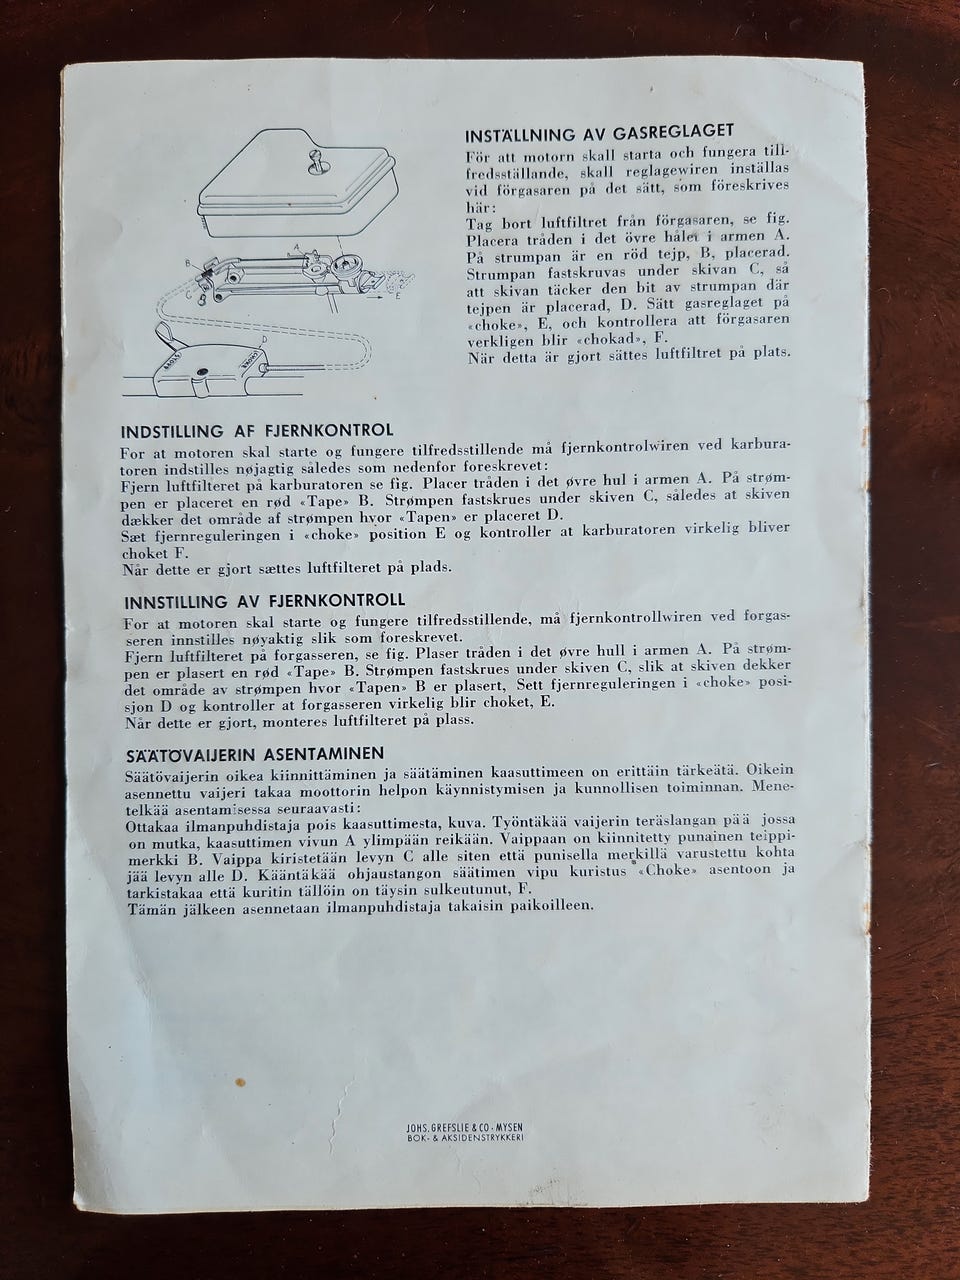 A
B
C
E
D
INSTÄLLNING AV GASREGLAGET
För att motorn skall starta och fungera till-
fredsställande, skall reglagewiren inställas
vid förgasaren på det sätt, som föreskrives
här:
Tag bort luftfiltret från förgasaren, se fig.
Placera tråden i det övre hålet i armen A.
På strumpan är en röd tejp, B, placerad.
Strumpan fastskruvas under skivan C, så
att skivan täcker den bit av strumpan där
tejpen är placerad, D. Sätt gasreglaget på
«choke», E, och kontrollera att förgasaren
verkligen blir «chokad», F.
När detta är gjort sättes luftfiltret på plats.
INDSTILLING AF FJERNKONTROL
For at motoren skal starte og fungere tilfredsstillende må fjernkontrolwiren ved karbura-
toren indstilles nøjagtig således som nedenfor foreskrevet:
Fjern luftfilteret på karburatoren se fig. Placer tråden i det øvre hul i armen A. På strøm-
pen er placeret en rød «Tape» B. Strømpen fastskrues under skiven C, således at skiven
dækker det område af strømpen hvor «Tapen» er placeret D.
Sæt fjernreguleringen i «choke» position E og kontroller at karburatoren virkelig bliver
choket F.
Når dette er gjort sættes luftfilteret på plads.
INNSTILLING AV FJERNKONTROLL
For at motoren skal starte og fungere tilfredsstillende, må fjernkontrollwiren ved forgas-
seren innstilles nøyaktig slik som foreskrevet.
Fjern luftfilteret på forgasseren, se fig. Plaser tråden i det øvre hull i armen A. På strøm-
pen er plasert en rød «Tape» B. Strømpen fastskrues under skiven C, slik at skiven dekker
det område av strømpen hvor «Tapen» B er plasert, Sett fjernreguleringen i «choke» posi-
sjon D og kontroller at forgasseren virkelig blir choket, E.
Når dette er gjort, monteres luftfilteret på plass.
SÄÄTÖVAIJERIN ASENTAMINEN
Säätövaijerin oikea kiinnittäminen ja säätäminen kaasuttimeen on erittäin tärkeätä. Oikein
asennettu vaijeri takaa moottorin helpon käynnistymisen ja kunnollisen toiminnan. Mene-
telkää asentamisessa seuraavasti:
Ottakaa ilmanpuhdistaja pois kaasuttimesta, kuva. Työntäkää vaijerin teräslangan pää jossa
on mutka, kaasuttimen vivun A ylimpään reikään. Vaippaan on kiinnitetty punainen teippi-
merkki B. Vaippa kiristetään levyn C alle siten että punisella merkillä varustettu kohta
jää levyn alle D. Kääntäkää ohjaustangon säätimen vipu kuristus «Choke» asentoon ja
tarkistakaa että kuritin tällöin on täysin sulkeutunut, F.
Tämän jälkeen asennetaan ilmanpuhdistaja takaisin paikoilleen.
JOHS. GREFSLIE & CO - MYSEN
BOK- & AKSIDENSTRYKKERI